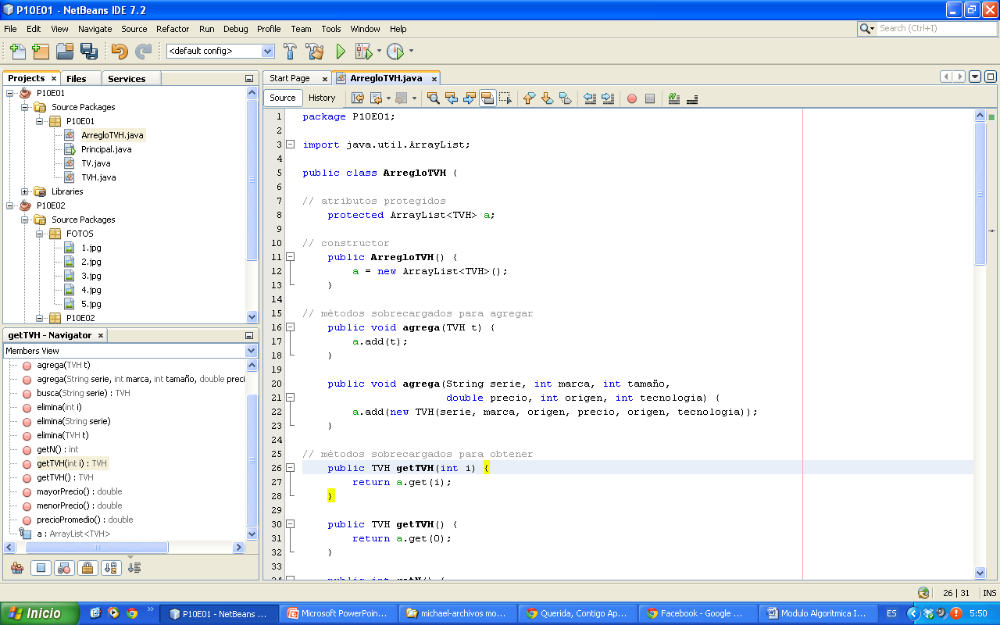 P10E01 - NetBeans IDE 7.2
File Edit View Navigate Source Refactor Run Debug Profile Team Tools Window Help
Search (Ctrl+I)
<default config>
Projects Files Services
P10E01
Source Packages
P10E01
ArregloTVH.java
Principal.java
TV.java
TVH.java
Libraries
P10E02
Source Packages
FOTOS
1.jpg
2.jpg
3.jpg
4.jpg
5.jpg
P10E02
getTVH - Navigator
Members View
agrega(TVH t)
agrega(String serie, int marca, int tamaño, double preci
busca(String serie) : TVH
elimina(int i)
elimina(String serie)
elimina(TVH t)
getN() : int
getTVH(int i) : TVH
getTVH() : TVH
mayorPrecio() : double
menorPrecio() : double
precioPromedio() : double
a : ArrayList<TVH>
Start Page ArregloTVH.java
Source History
1 package P10E01;
2
3 import java.util.ArrayList;
4
5 public class ArregloTVH {
6
7 // atributos protegidos
8 protected ArrayList<TVH> a;
9
10 // constructor
11 public ArregloTVH() {
12 a = new ArrayList<TVH>();
13 }
14
15 // métodos sobrecargados para agregar
16 public void agrega(TVH t) {
17 a.add(t);
18 }
19
20 public void agrega(String serie, int marca, int tamaño,
21 double precio, int origen, int tecnologia) {
22 a.add(new TVH(serie, marca, origen, precio, origen, tecnologia));
23 }
24
25 // métodos sobrecargados para obtener
26 public TVH getTVH(int i) {
27 return a.get(i);
28 }
29
30 public TVH getTVH() {
31 return a.get(0);
32 }
33
34 public int getN() {
26 | 31 INS
Inicio
P10E01 - NetBeans ...
Microsoft PowerPoin...
michael-archivos mo...
Querida, Contigo Ap...
Facebook - Google ...
Modulo Algoritmica I...
ES
5:50